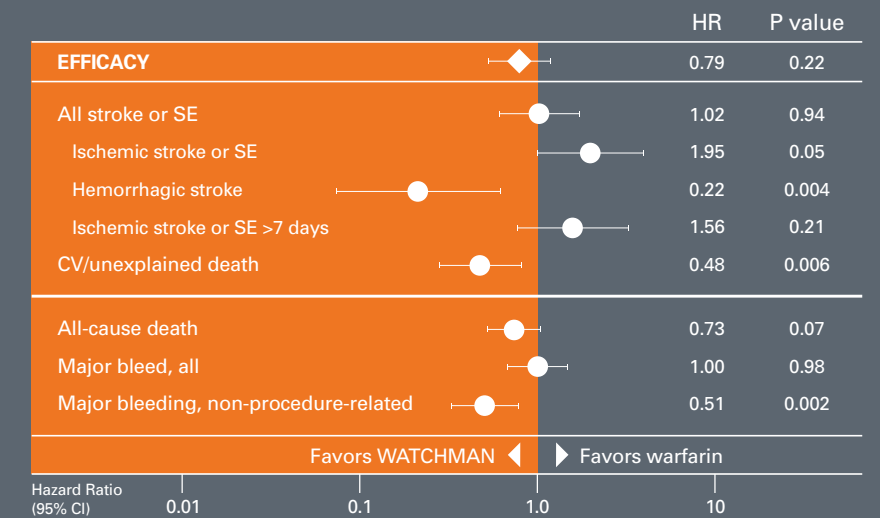 HR P value
EFFICACY 0.79 0.22
All stroke or SE 1.02 0.94
Ischemic stroke or SE 1.95 0.05
Hemorrhagic stroke 0.22 0.004
Ischemic stroke or SE >7 days 1.56 0.21
CV/unexplained death 0.48 0.006
All-cause death 0.73 0.07
Major bleed, all 1.00 0.98
Major bleeding, non-procedure-related 0.51 0.002
Favors WATCHMAN Favors warfarin
Hazard Ratio
(95% CI) 0.01 0.1 1.0 10